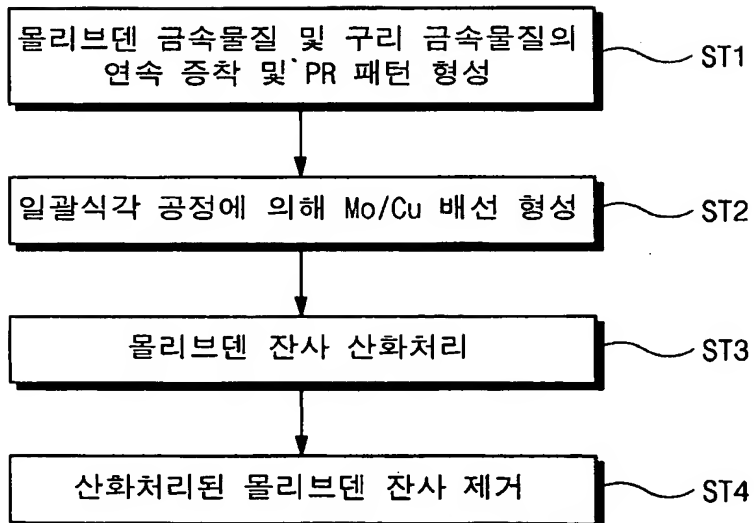 몰리브덴 금속물질 및 구리 금속물질의
연속 증착 및 PR 패턴 형성
ST1
일괄식각 공정에 의해 Mo/Cu 배선 형성
ST2
몰리브덴 잔사 산화처리
ST3
산화처리된 몰리브덴 잔사 제거
ST4